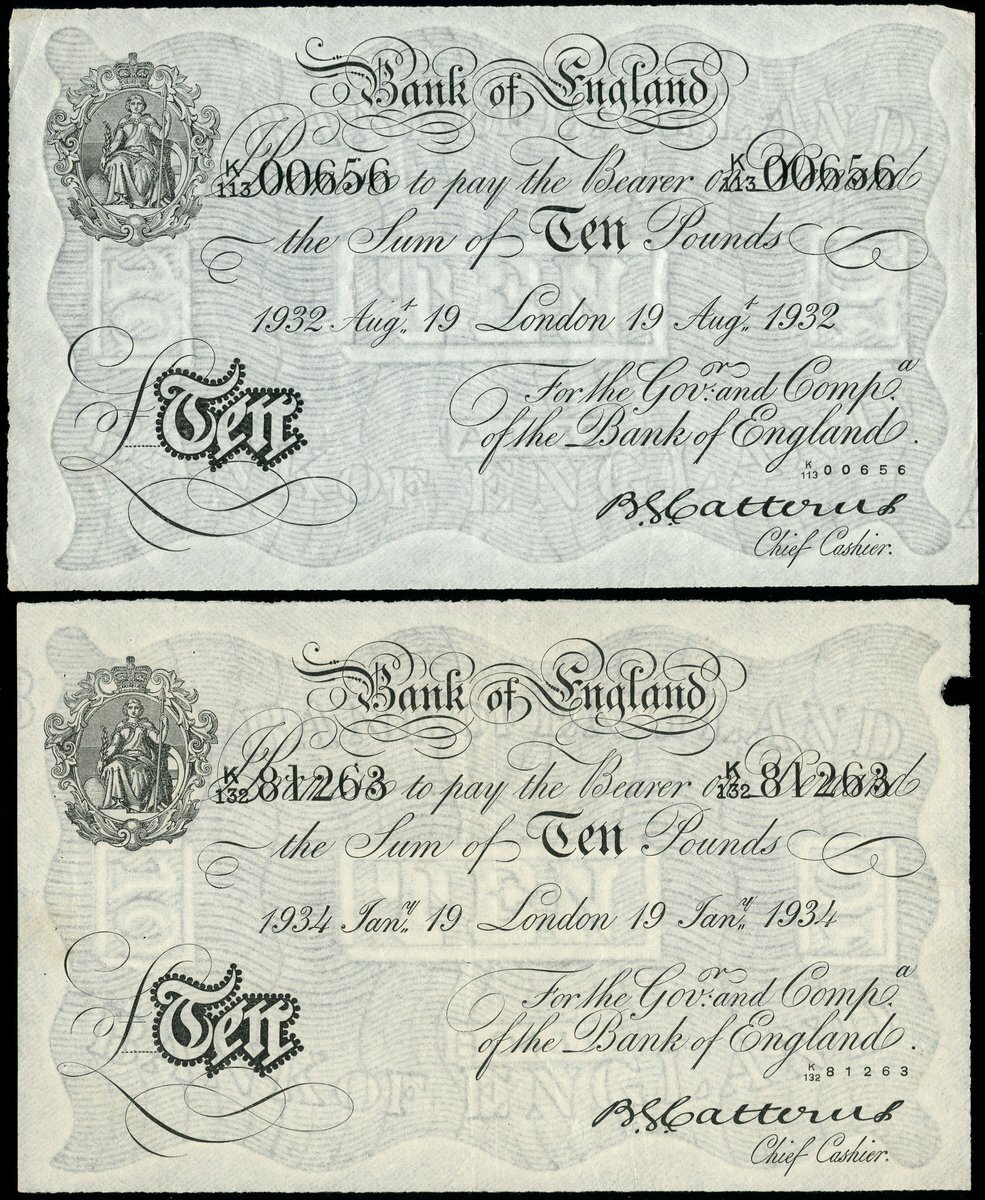 Bank of England
K/113 00656 to pay the Bearer on Demand K/113 00656
the Sum of Ten Pounds
1932 Augt. 19 London 19 Augt. 1932
For the Govr. and Compa.
of the Bank of England.
£ Ten
K/113 00656
B.G. Catterns
Chief Cashier.
Bank of England
K/132 81263 to pay the Bearer on Demand K/132 81263
the Sum of Ten Pounds
1934 Jany. 19 London 19 Jany. 1934
For the Govr. and Compa.
of the Bank of England.
£ Ten
K/132 81263
B.G. Catterns
Chief Cashier.